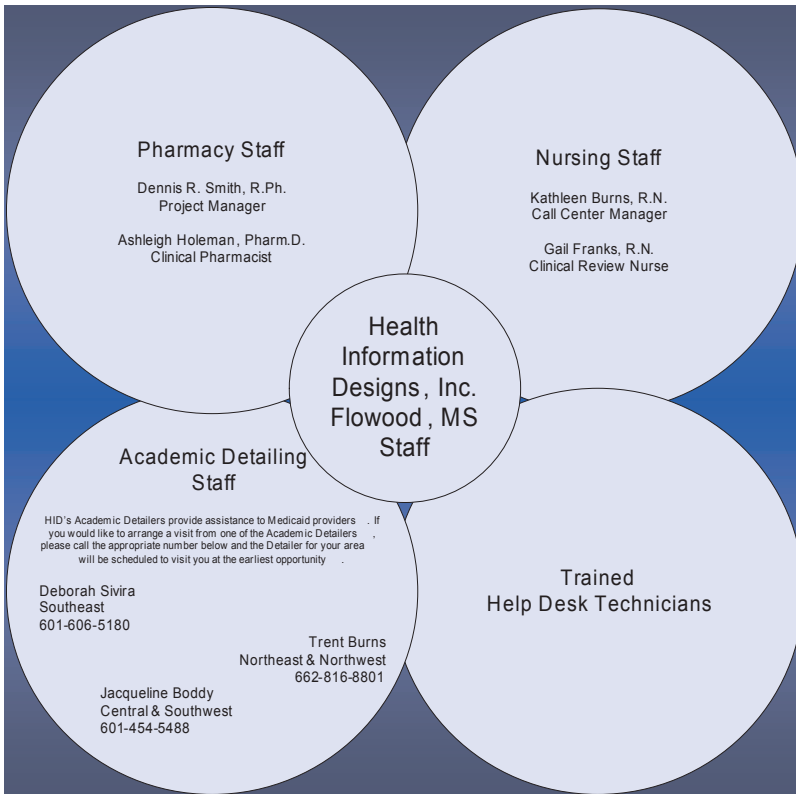 Pharmacy Staff
Dennis R. Smith, R.Ph.
Project Manager
Ashleigh Holeman, Pharm.D.
Clinical Pharmacist
Nursing Staff
Kathleen Burns, R.N.
Call Center Manager
Gail Franks, R.N.
Clinical Review Nurse
Health
Information
Designs, Inc.
Flowood, MS
Staff
Academic Detailing
Staff
HID's Academic Detailers provide assistance to Medicaid providers. If
you would like to arrange a visit from one of the Academic Detailers,
please call the appropriate number below and the Detailer for your area
will be scheduled to visit you at the earliest opportunity.
Deborah Sivira
Southeast
601-606-5180
Trent Burns
Northeast & Northwest
662-816-8801
Jacqueline Boddy
Central & Southwest
601-454-5488
Trained
Help Desk Technicians